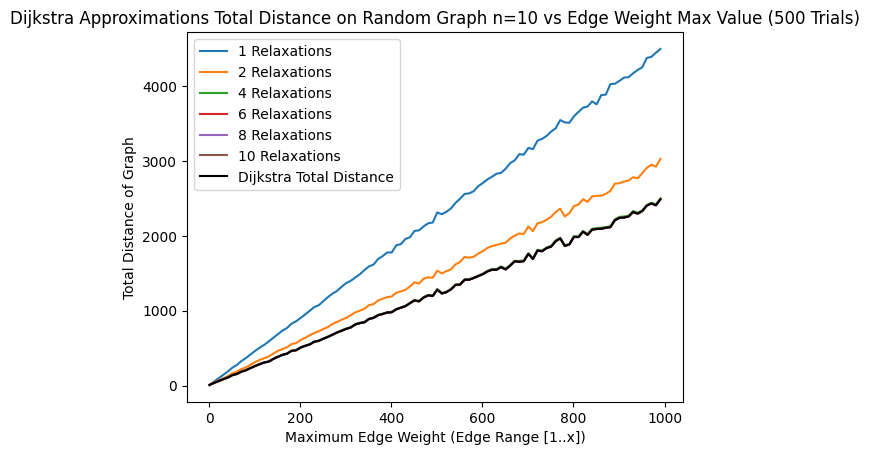 Dijkstra Approximations Total Distance on Random Graph n=10 vs Edge Weight Max Value (500 Trials)
1 Relaxations
2 Relaxations
4 Relaxations
6 Relaxations
8 Relaxations
10 Relaxations
Dijkstra Total Distance
Total Distance of Graph
4000
3000
2000
1000
0
0 200 400 600 800 1000
Maximum Edge Weight (Edge Range [1..x])